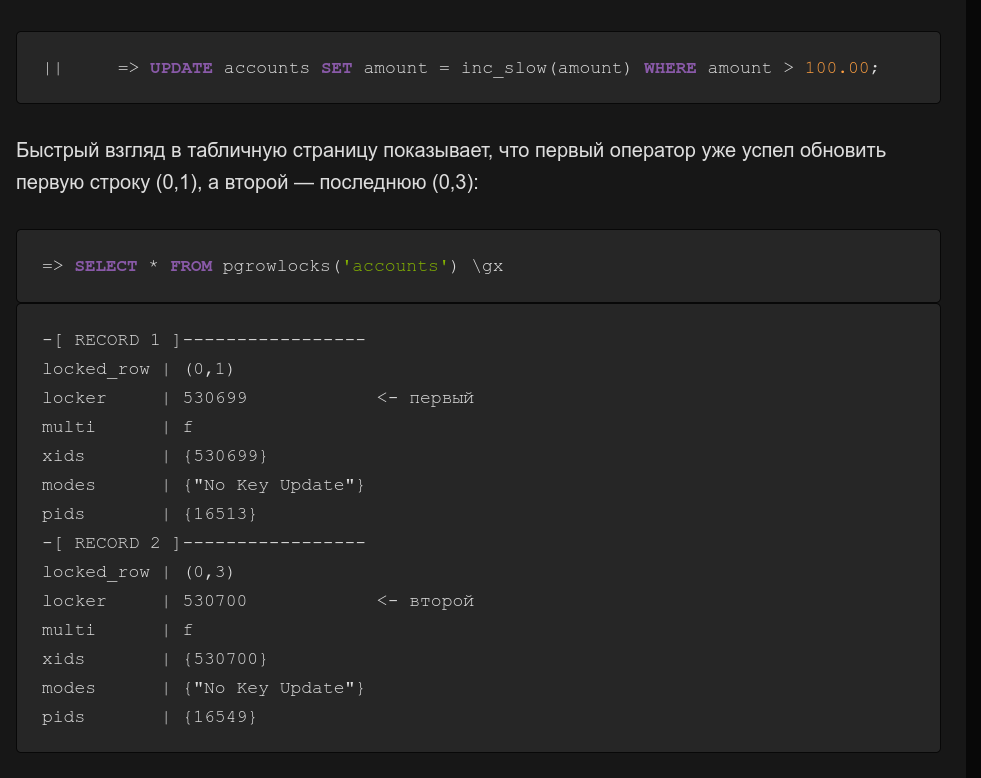 ||     => UPDATE accounts SET amount = inc_slow(amount) WHERE amount > 100.00;
Быстрый взгляд в табличную страницу показывает, что первый оператор уже успел обновить
первую строку (0,1), а второй — последнюю (0,3):
=> SELECT * FROM pgrowlocks('accounts') \gx
-[ RECORD 1 ]-----------------
locked_row | (0,1)
locker     | 530699            <- первый
multi      | f
xids       | {530699}
modes      | {"No Key Update"}
pids       | {16513}
-[ RECORD 2 ]-----------------
locked_row | (0,3)
locker     | 530700            <- второй
multi      | f
xids       | {530700}
modes      | {"No Key Update"}
pids       | {16549}